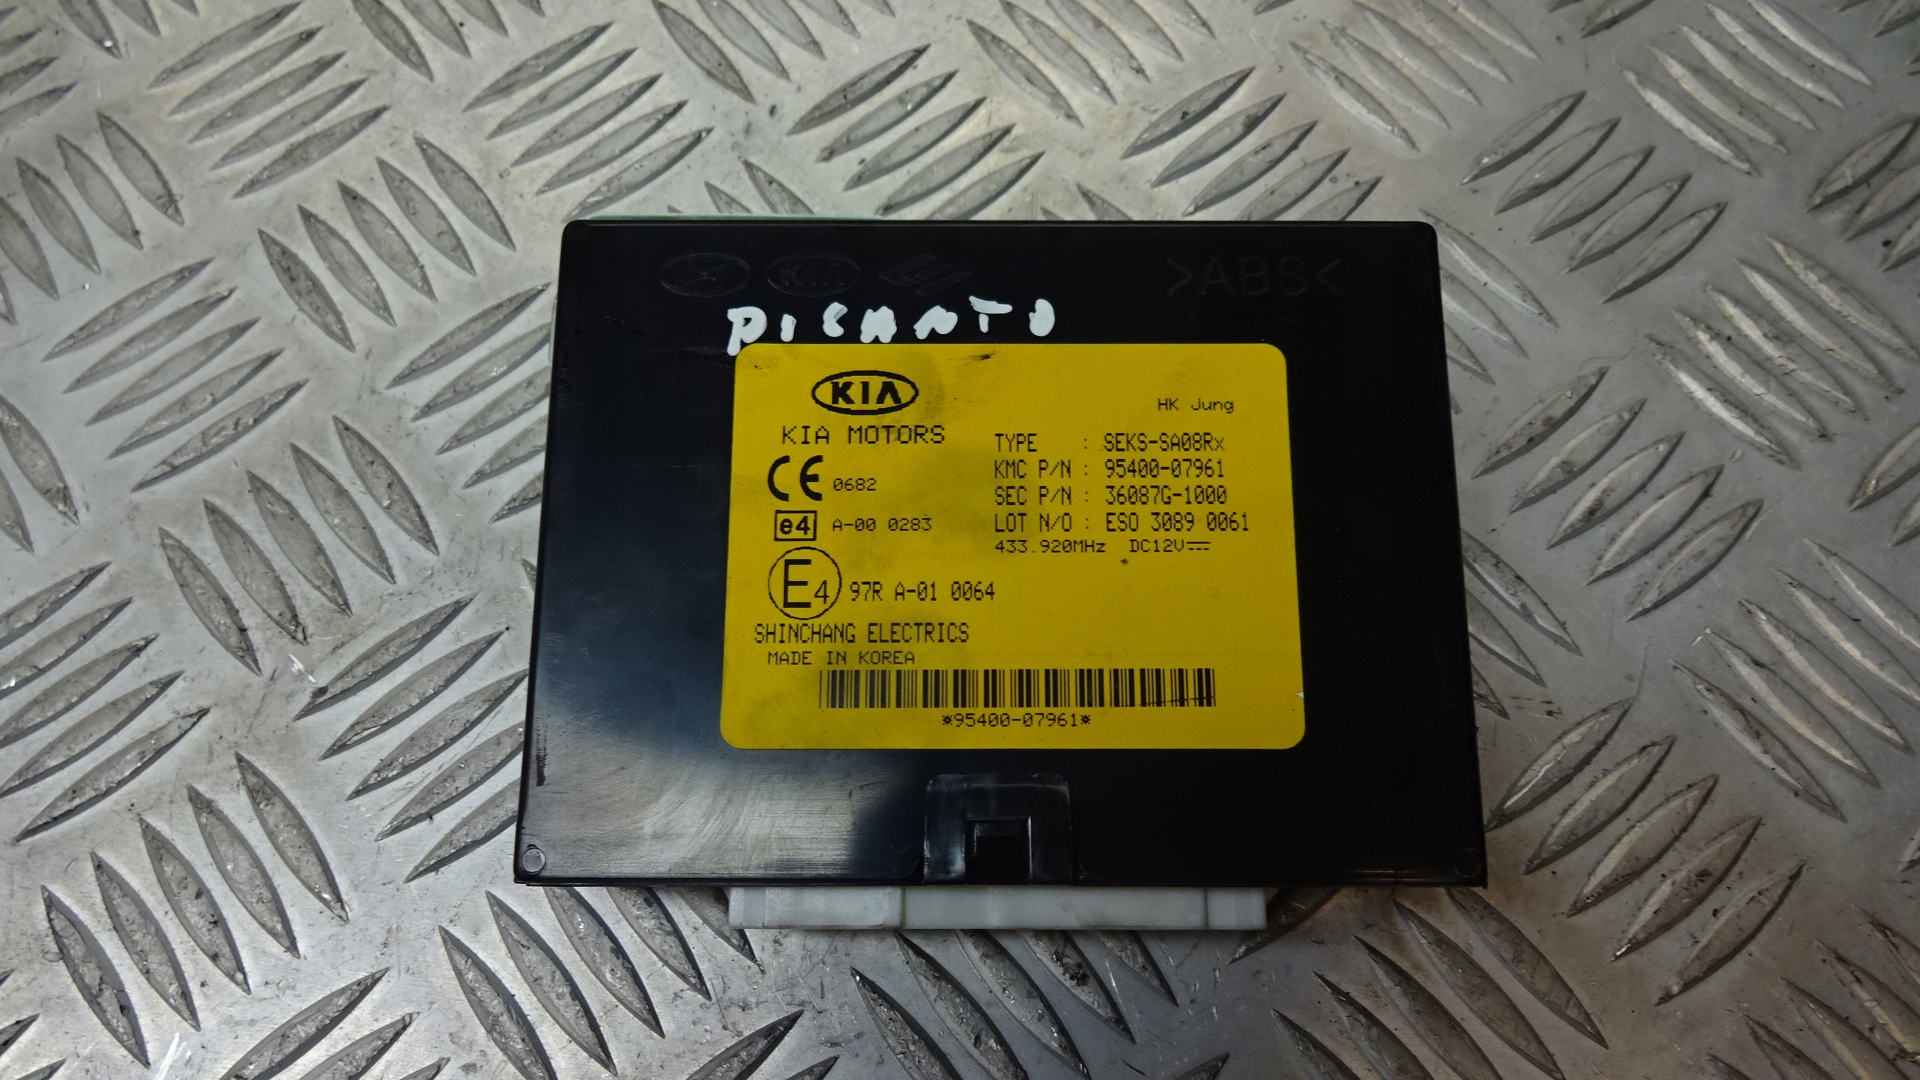 KIA
>ABS<
PICANTO
KIA
HK Jung
KIA MOTORS
TYPE : SEKS-SA08Rx
KMC P/N : 95400-07961
CE 0682
SEC P/N : 36087G-1000
e4 A-00 0283
LOT N/O : ESO 3089 0061
433.920MHz DC12V
E4 97R A-01 0064
SHINCHANG ELECTRICS
MADE IN KOREA
*95400-07961*